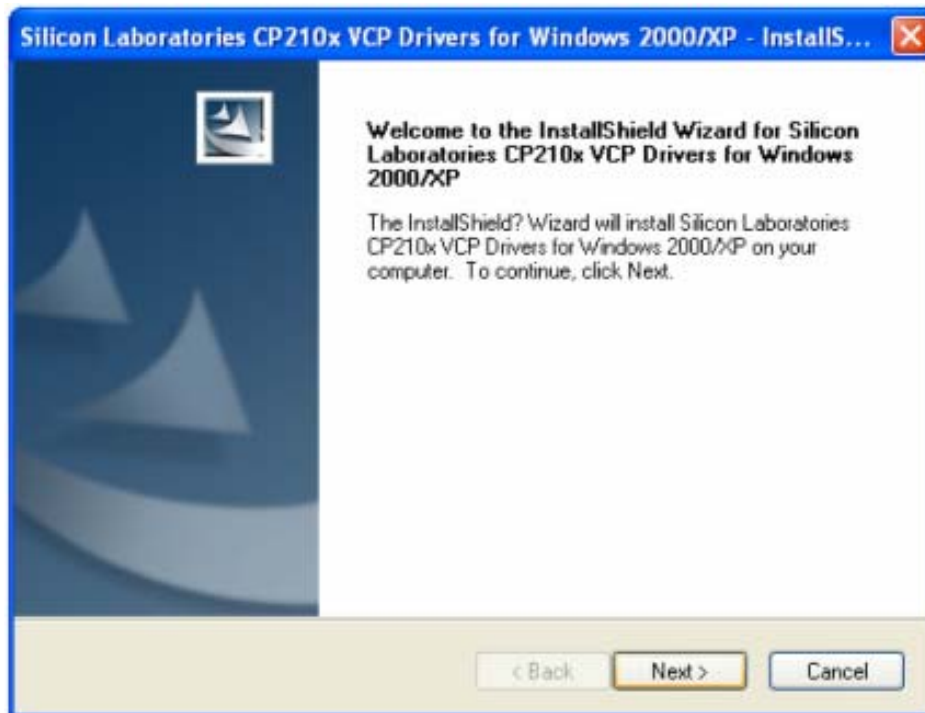 Silicon Laboratories CP210x VCP Drivers for Windows 2000/XP - InstallS...
Welcome to the InstallShield Wizard for Silicon
Laboratories CP210x VCP Drivers for Windows
2000/XP
The InstallShield? Wizard will install Silicon Laboratories
CP210x VCP Drivers for Windows 2000/XP on your
computer. To continue, click Next.
< Back
Next >
Cancel